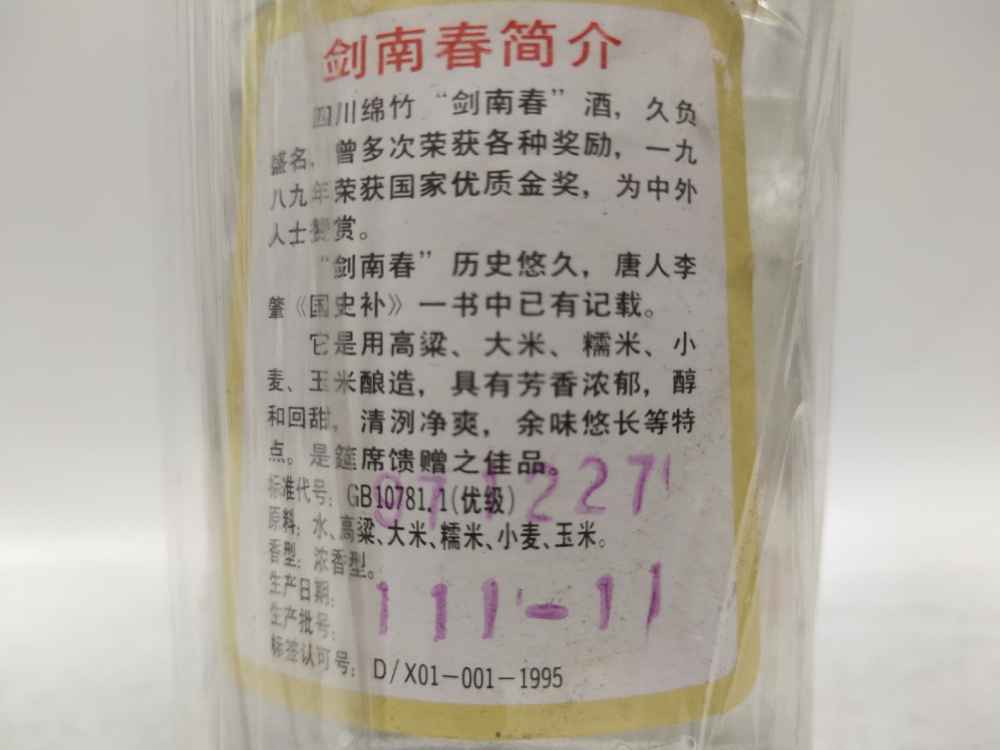 剑南春简介
四川绵竹“剑南春”酒，久负
盛名，曾多次荣获各种奖励，一九
八九年荣获国家优质金奖，为中外
人士赞赏。
“剑南春”历史悠久，唐人李
肇《国史补》一书中已有记载。
它是用高粱、大米、糯米、小
麦、玉米酿造，具有芳香浓郁，醇
和回甜，清洌净爽，余味悠长等特
点。是筵席馈赠之佳品。
标准代号：GB10781.1(优级)
971227
原料：水、高粱、大米、糯米、小麦、玉米。
香型：浓香型。
生产日期：
生产批号：
111-11
标签认可号：D/X01-001-1995